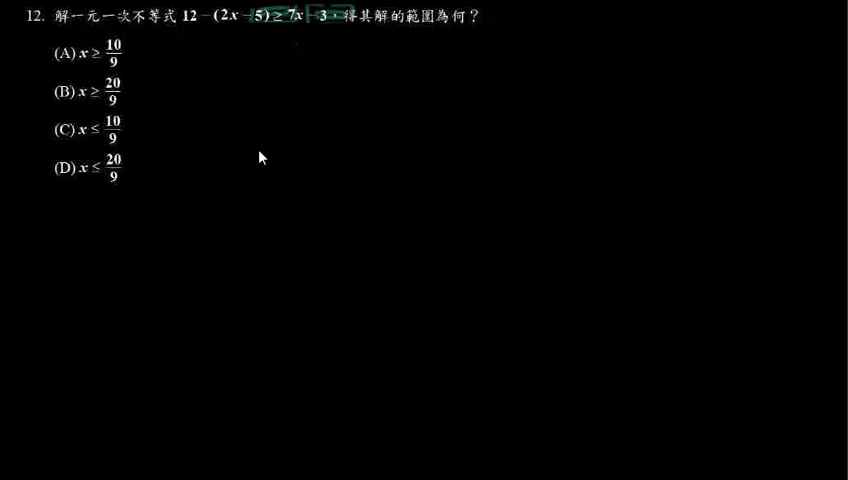 12. 解一元一次不等式 12－(2x－5) ≥ 7x－3，得其解的範圍為何？
(A) x ≥ 10/9
(B) x ≥ 20/9
(C) x ≤ 10/9
(D) x ≤ 20/9